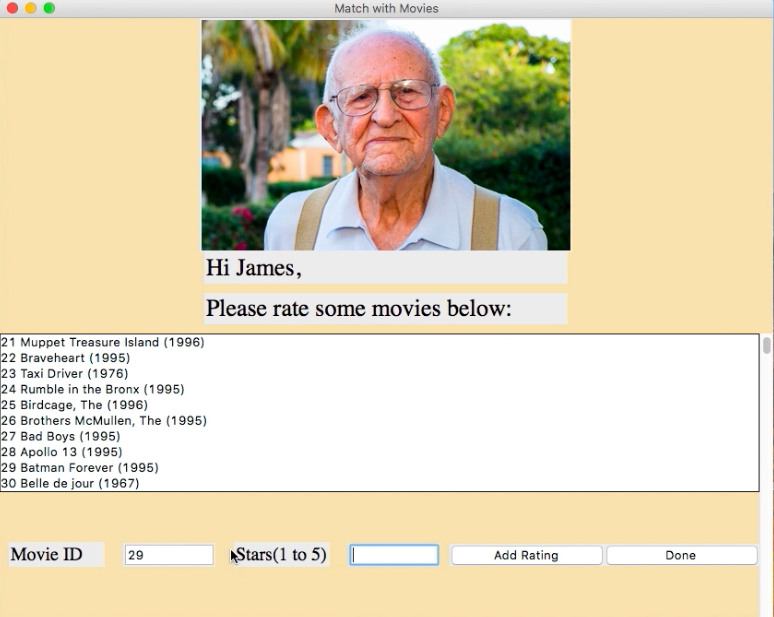 Match with Movies
Hi James,
Please rate some movies below:
21 Muppet Treasure Island (1996)
22 Braveheart (1995)
23 Taxi Driver (1976)
24 Rumble in the Bronx (1995)
25 Birdcage, The (1996)
26 Brothers McMullen, The (1995)
27 Bad Boys (1995)
28 Apollo 13 (1995)
29 Batman Forever (1995)
30 Belle de jour (1967)
Movie ID 29 Stars(1 to 5) Add Rating Done